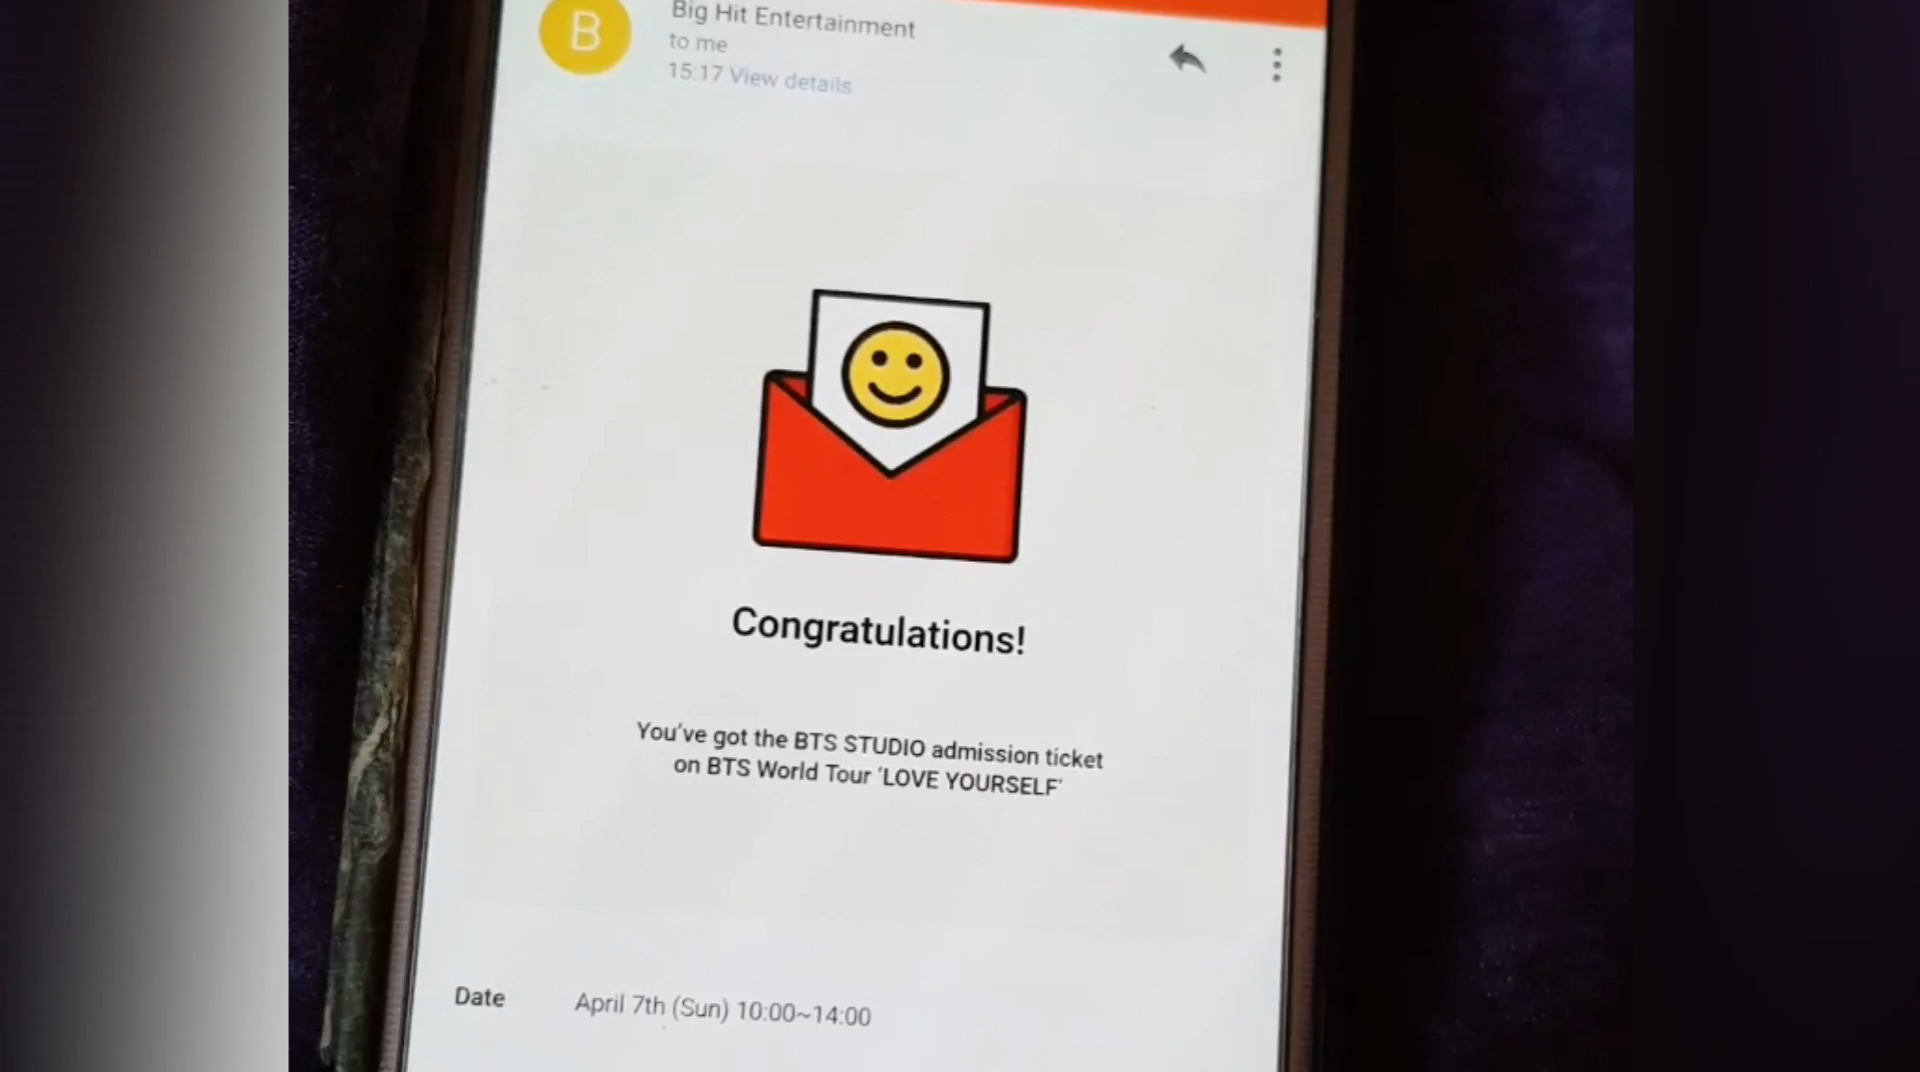 B
Big Hit Entertainment
to me
15:17 View details
Congratulations!
You've got the BTS STUDIO admission ticket
on BTS World Tour 'LOVE YOURSELF'
Date April 7th (Sun) 10:00~14:00